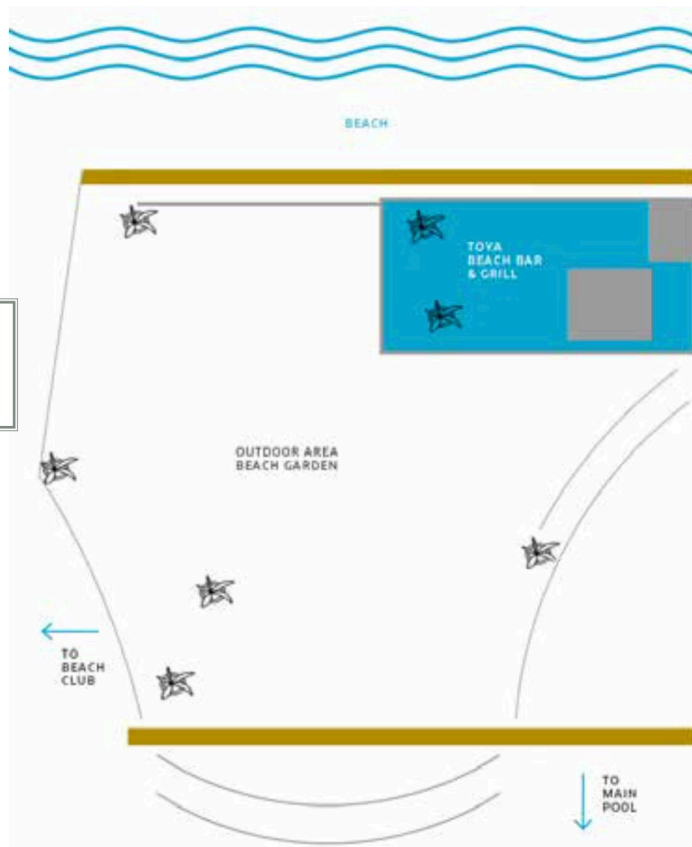 BEACH
TOYA
BEACH BAR
& GRILL
OUTDOOR AREA
BEACH GARDEN
TO
BEACH
CLUB
TO
MAIN
POOL